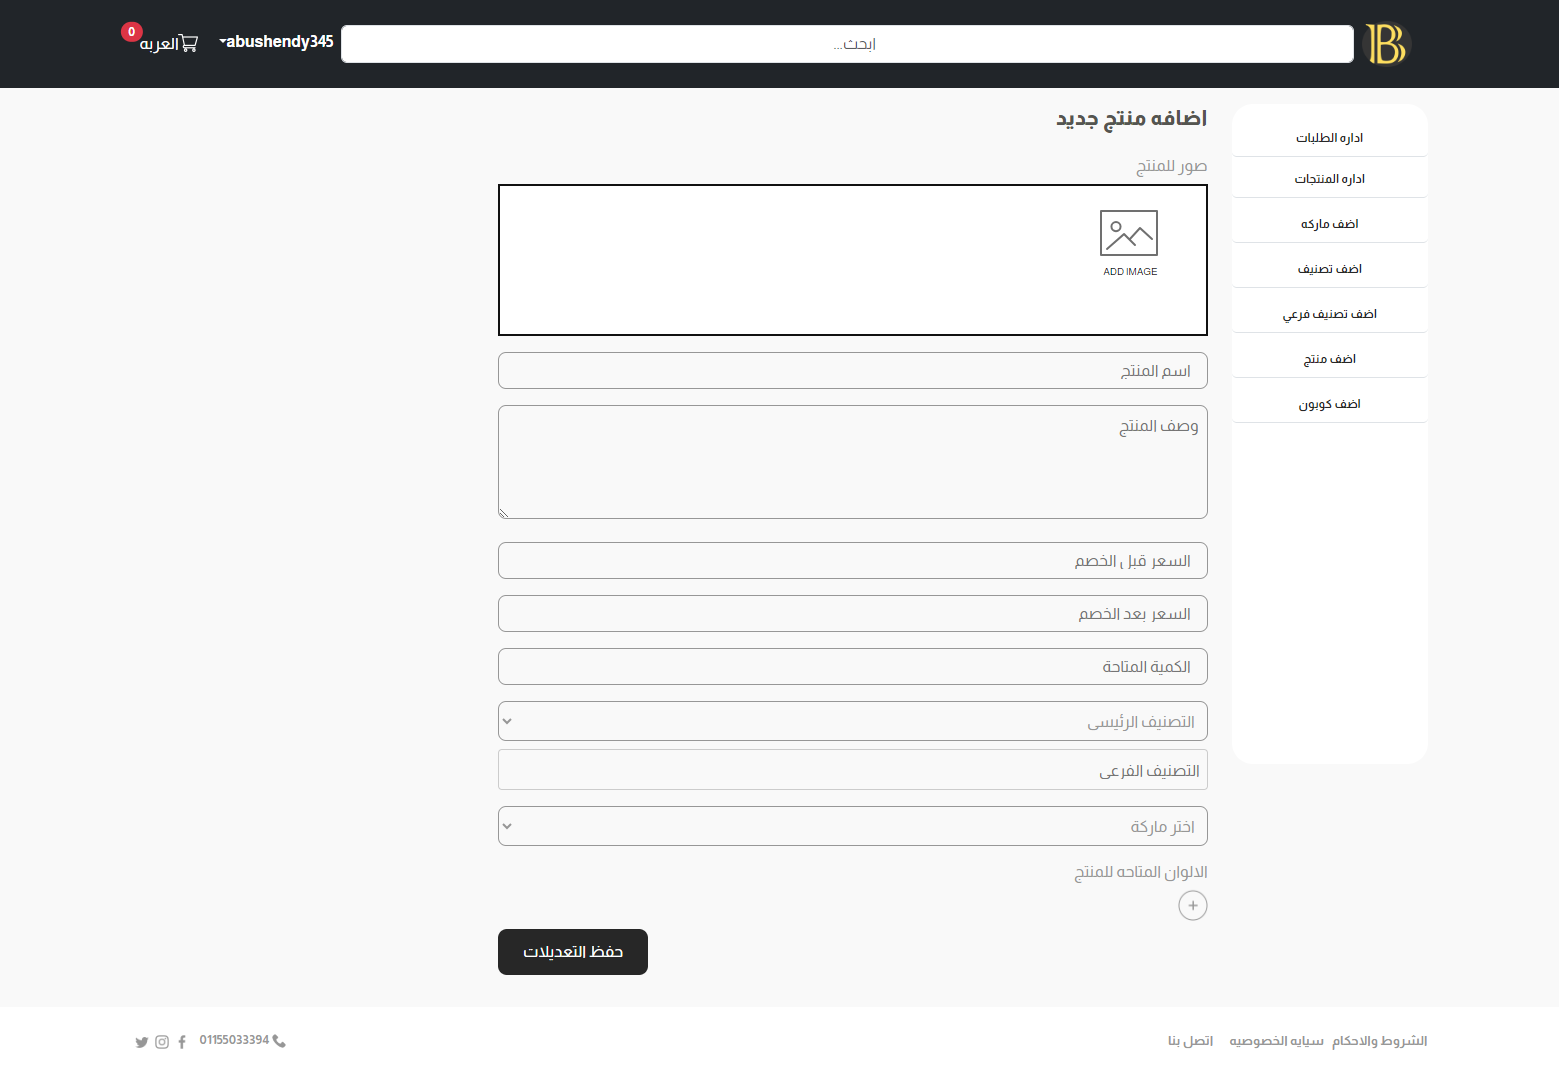 B
ابحث...
abushendy345
العربه
0
اداره الطلبات
اداره المنتجات
اضف ماركه
اضف تصنيف
اضف تصنيف فرعي
اضف منتج
اضف كوبون
اضافه منتج جديد
صور للمنتج
ADD IMAGE
اسم المنتج
وصف المنتج
السعر قبل الخصم
السعر بعد الخصم
الكمية المتاحة
التصنيف الرئيسي
التصنيف الفرعي
اختر ماركة
الالوان المتاحه للمنتج
+
حفظ التعديلات
الشروط والاحكام
سيايه الخصوصيه
اتصل بنا
01155033394